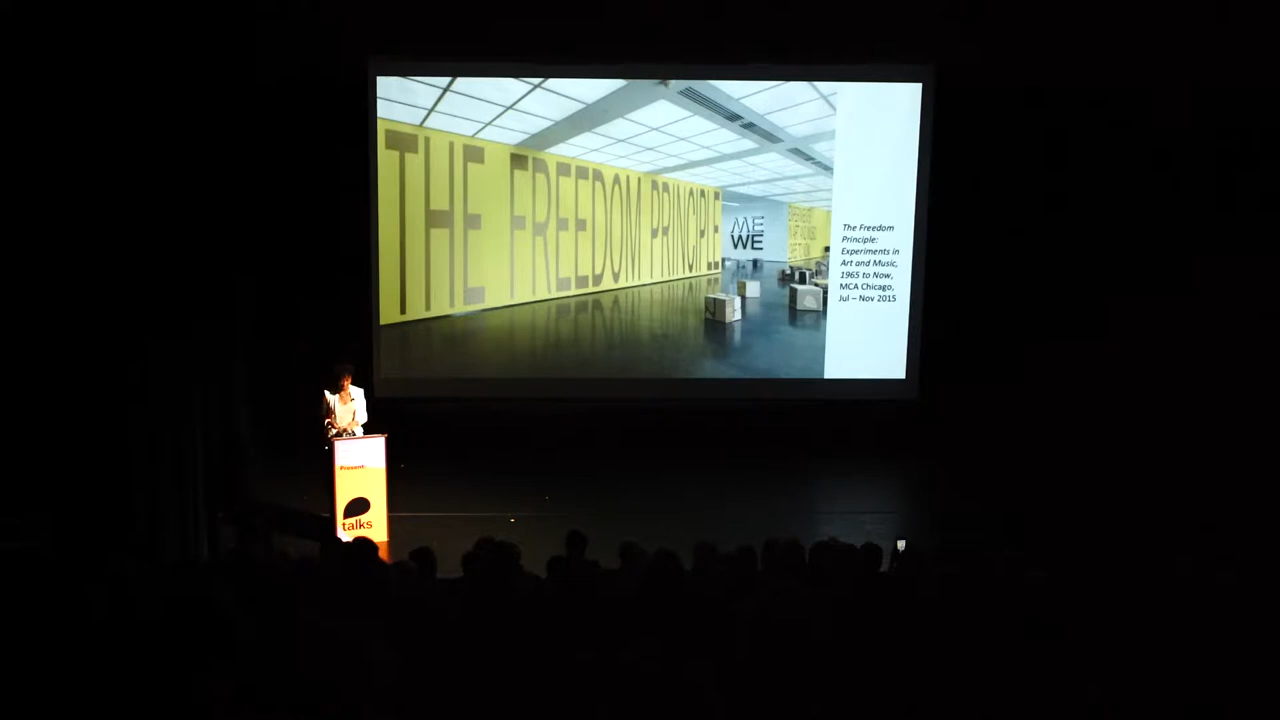 THE FREEDOM PRINCIPLE
ME
WE
The Freedom
Principle:
Experiments in
Art and Music,
1965 to Now,
MCA Chicago,
Jul – Nov 2015
Present.
talks